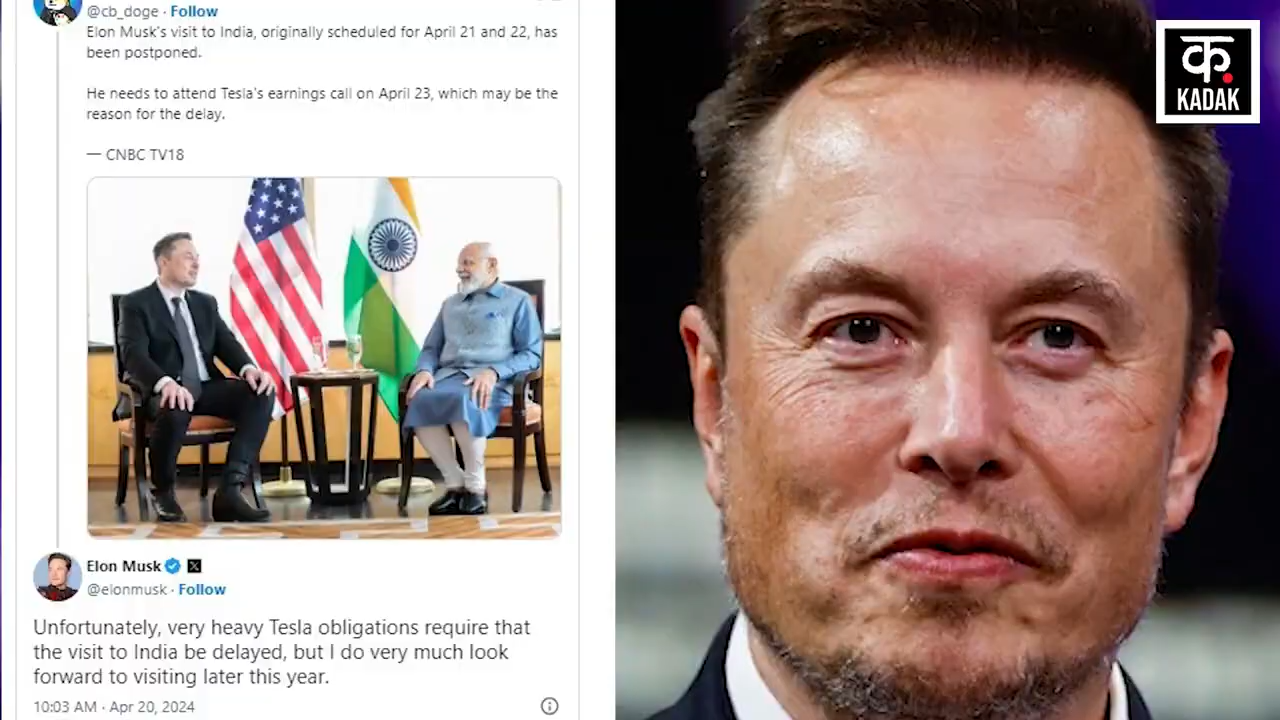 @cb_doge · Follow
Elon Musk's visit to India, originally scheduled for April 21 and 22, has
been postponed.
He needs to attend Tesla's earnings call on April 23, which may be the
reason for the delay.
— CNBC TV18
Elon Musk
@elonmusk · Follow
Unfortunately, very heavy Tesla obligations require that
the visit to India be delayed, but I do very much look
forward to visiting later this year.
10:03 AM · Apr 20, 2024
क.
KADAK